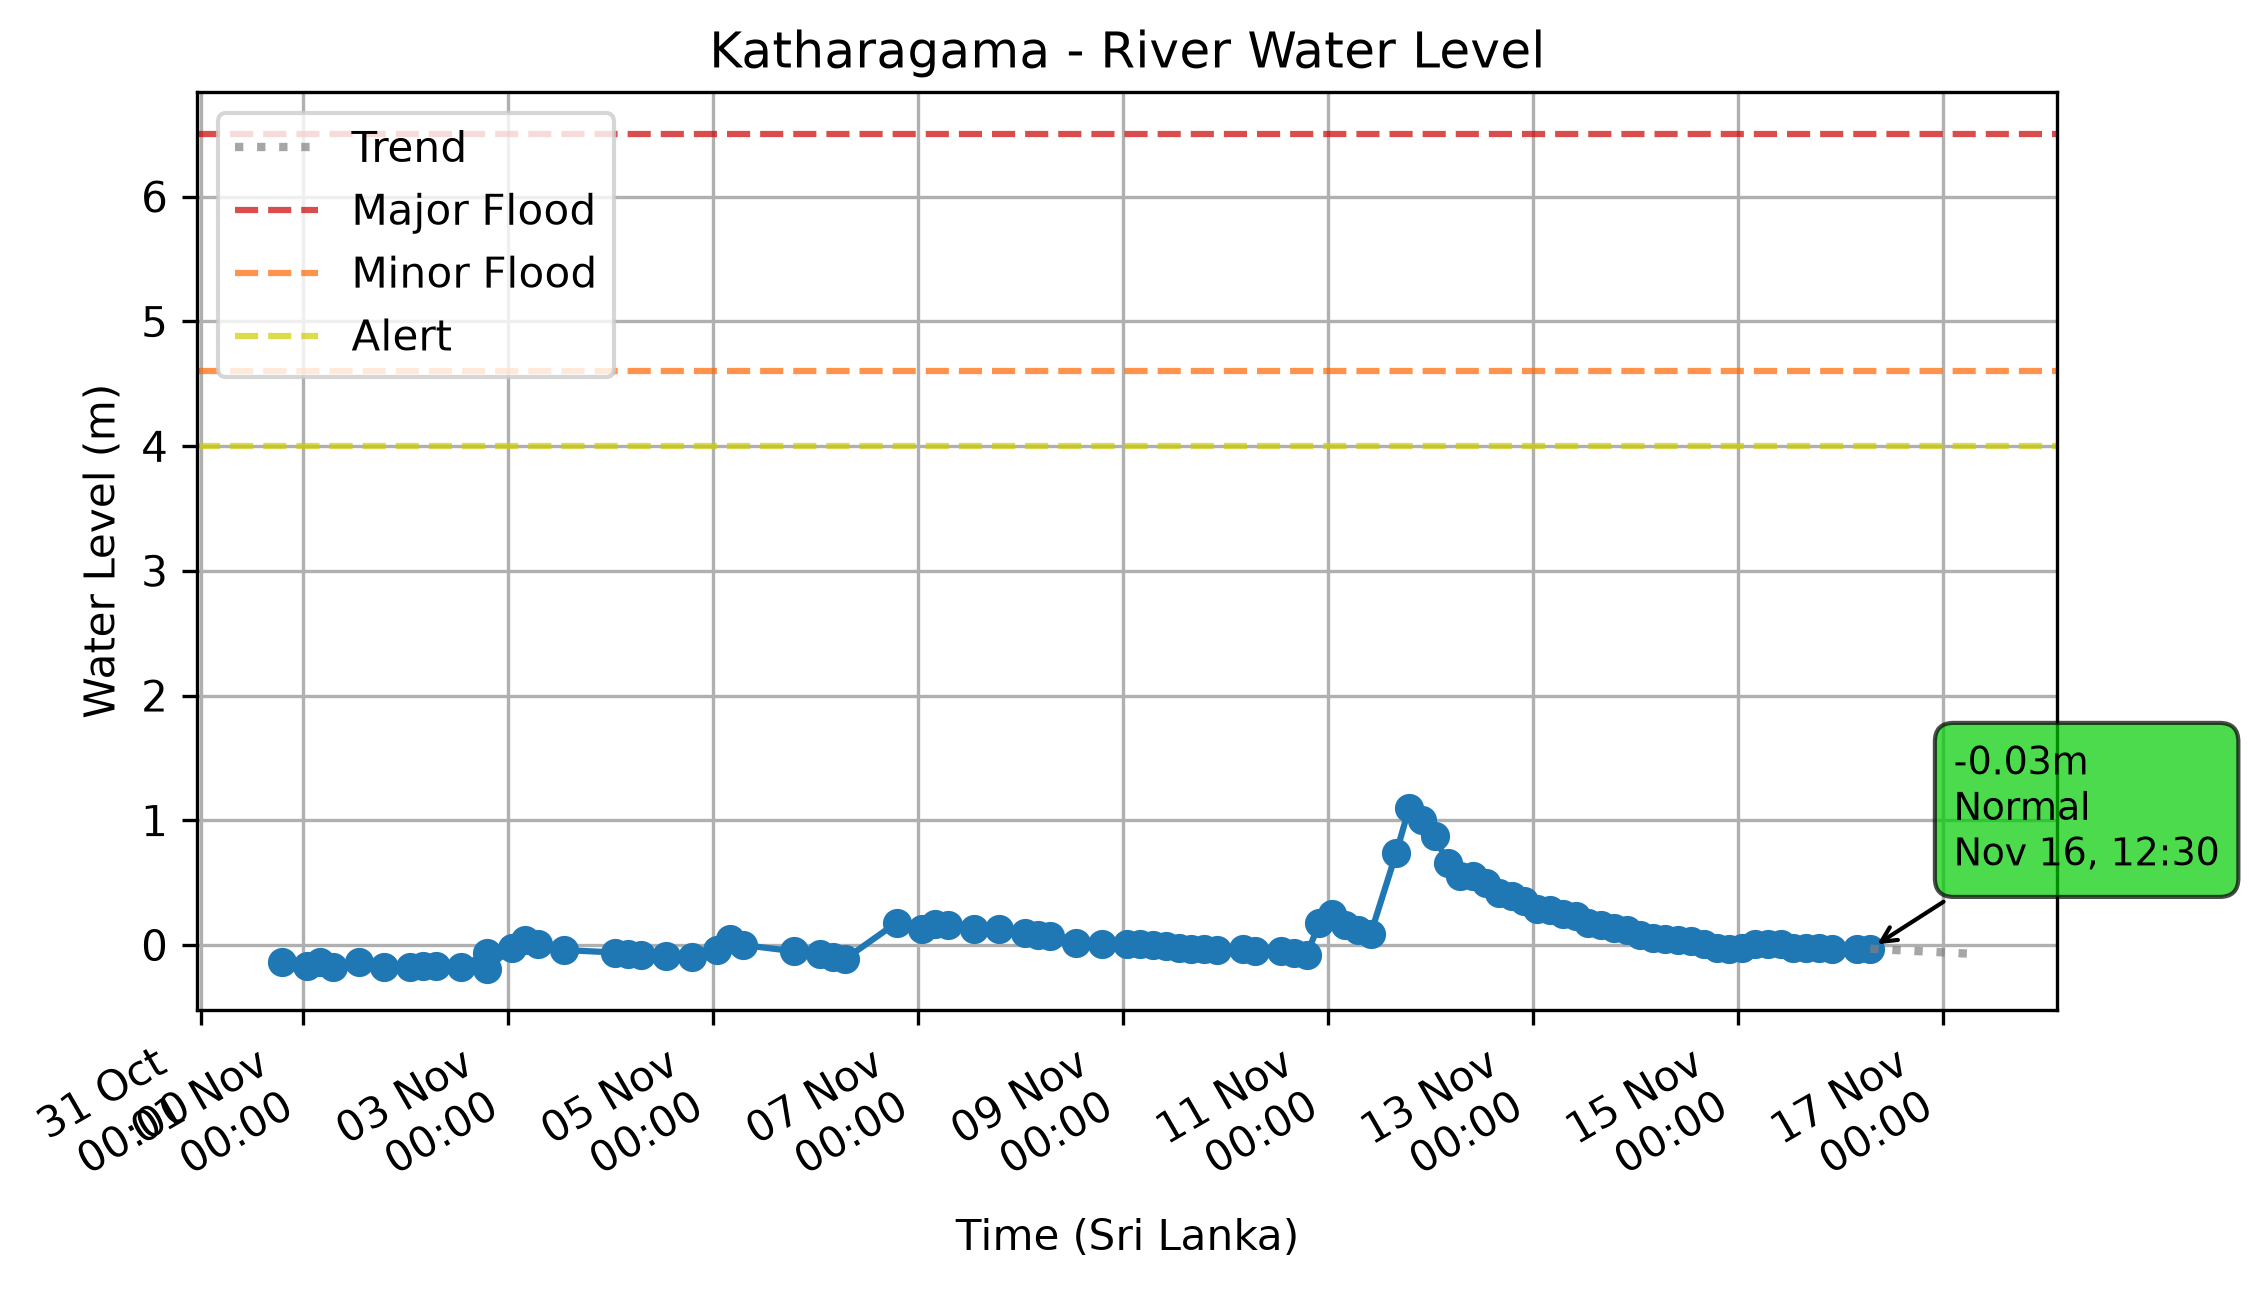 Katharagama - River Water Level
Trend
Major Flood
Minor Flood
Alert
6
5
4
3
2
1
0
Water Level (m)
-0.03m
Normal
Nov 16, 12:30
31 Oct
00:00
01 Nov
00:00
03 Nov
00:00
05 Nov
00:00
07 Nov
00:00
09 Nov
00:00
11 Nov
00:00
13 Nov
00:00
15 Nov
00:00
17 Nov
00:00
Time (Sri Lanka)